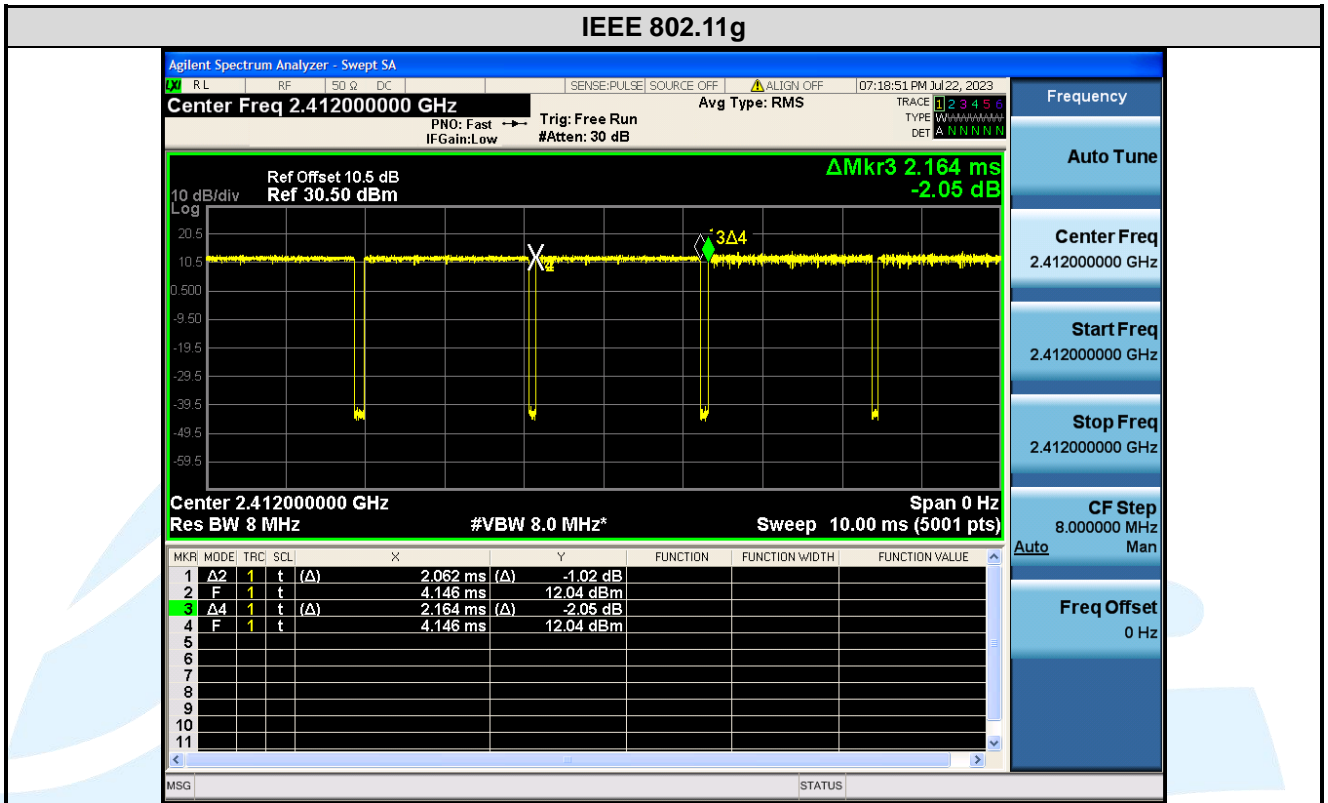 IEEE 802.11g
Agilent Spectrum Analyzer - Swept SA
LXI RL RF 50 Ω DC SENSE:PULSE SOURCE OFF ALIGN OFF 07:18:51 PM Jul 22, 2023
Center Freq 2.412000000 GHz
PNO: Fast
IFGain:Low
Trig: Free Run
#Atten: 30 dB
Avg Type: RMS
TRACE 1 2 3 4 5 6
TYPE W
DET A N N N N N
ΔMkr3 2.164 ms
-2.05 dB
Ref Offset 10.5 dB
10 dB/div Ref 30.50 dBm
Log
20.5
10.5
0.500
-9.50
-19.5
-29.5
-39.5
-49.5
-59.5
X
4
3Δ4
Center 2.412000000 GHz Span 0 Hz
Res BW 8 MHz #VBW 8.0 MHz* Sweep 10.00 ms (5001 pts)
MKR MODE TRC SCL X Y FUNCTION FUNCTION WIDTH FUNCTION VALUE
1 Δ2 1 t (Δ) 2.062 ms (Δ) -1.02 dB
2 F 1 t 4.146 ms 12.04 dBm
3 Δ4 1 t (Δ) 2.164 ms (Δ) -2.05 dB
4 F 1 t 4.146 ms 12.04 dBm
5
6
7
8
9
10
11
MSG STATUS
Frequency
Auto Tune
Center Freq
2.412000000 GHz
Start Freq
2.412000000 GHz
Stop Freq
2.412000000 GHz
CF Step
8.000000 MHz
Auto Man
Freq Offset
0 Hz